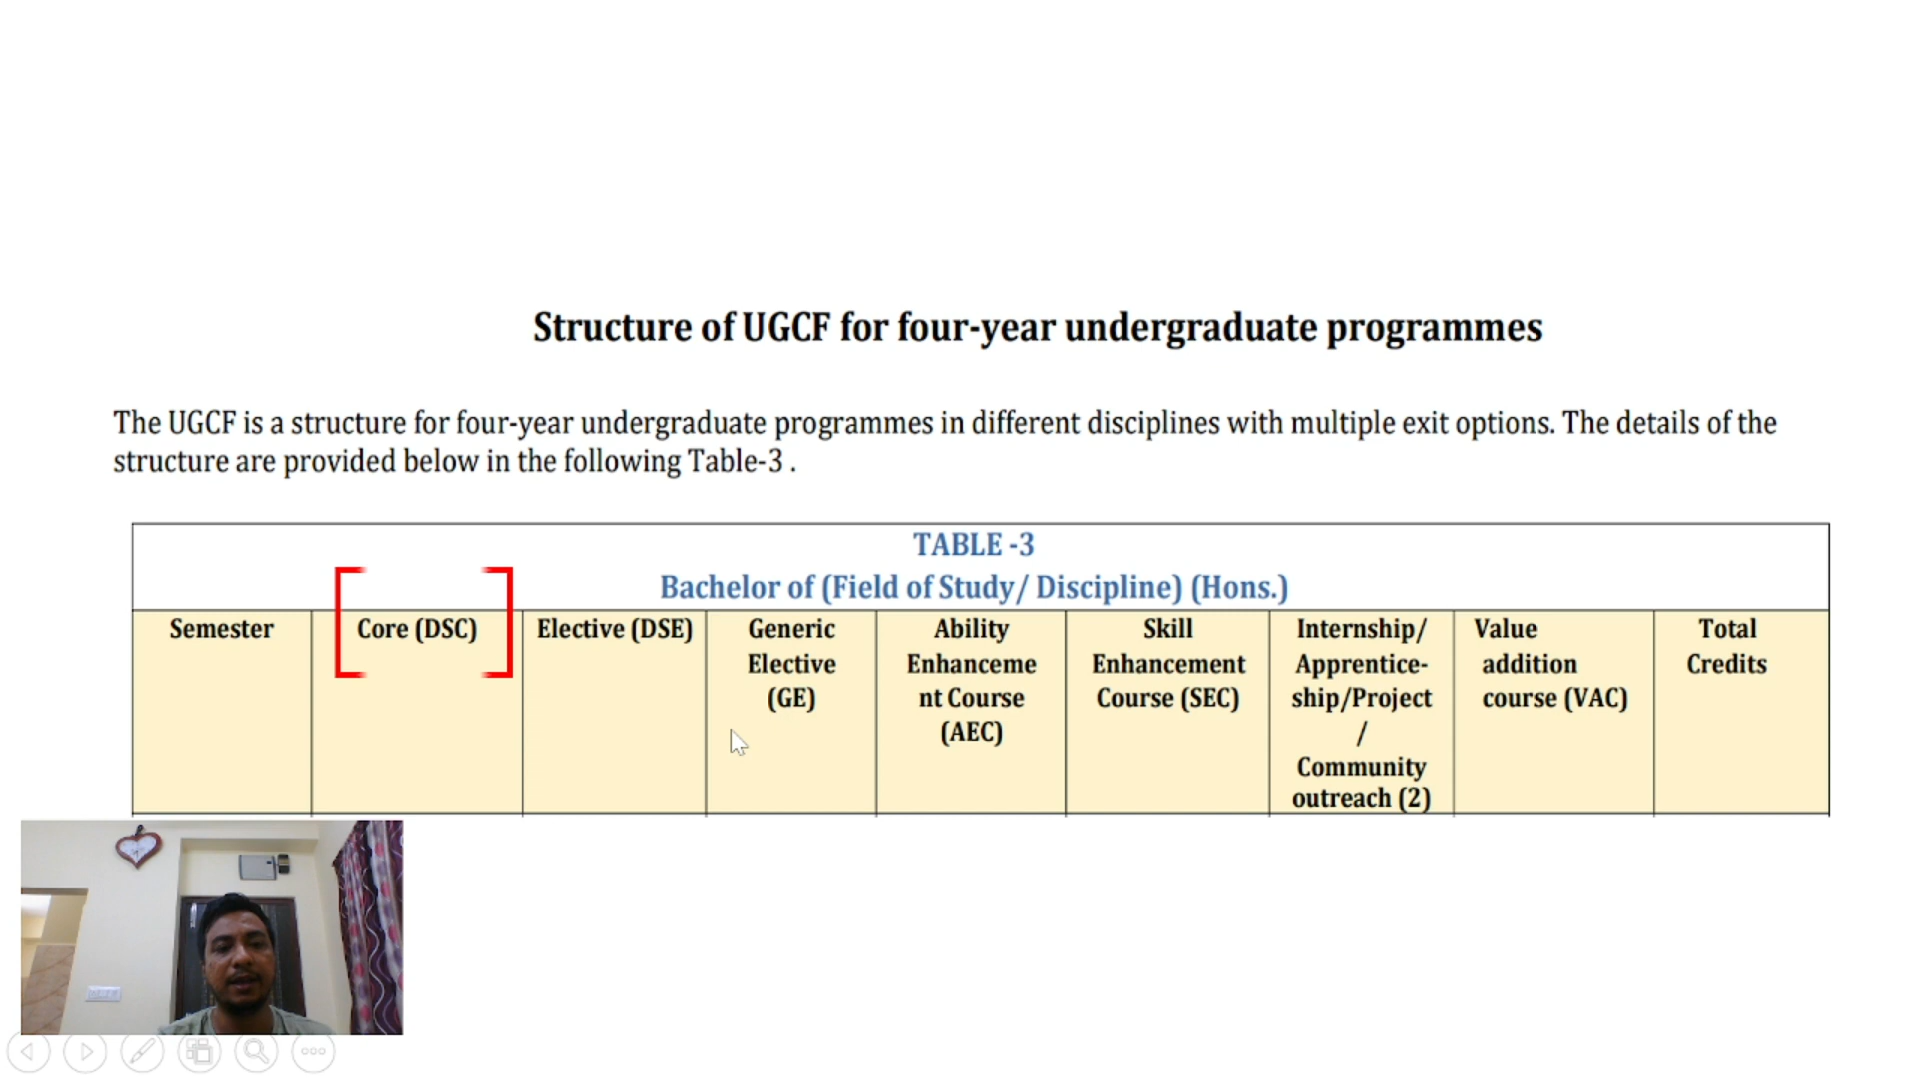 Structure of UGCF for four-year undergraduate programmes
The UGCF is a structure for four-year undergraduate programmes in different disciplines with multiple exit options. The details of the
structure are provided below in the following Table-3 .
TABLE -3
Bachelor of (Field of Study/ Discipline) (Hons.)
Semester
Core (DSC)
Elective (DSE)
Generic
Elective
(GE)
Ability
Enhanceme
nt Course
(AEC)
Skill
Enhancement
Course (SEC)
Internship/
Apprentice-
ship/Project
/
Community
outreach (2)
Value
addition
course (VAC)
Total
Credits